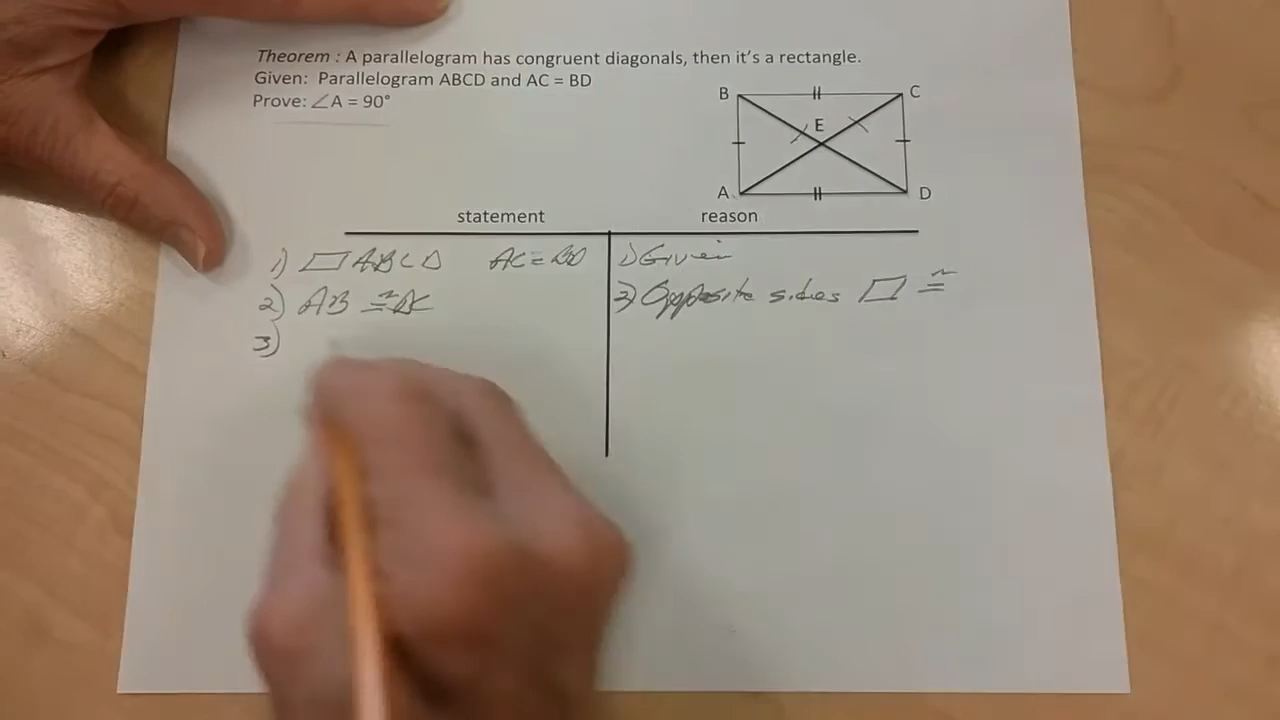 Theorem : A parallelogram has congruent diagonals, then it's a rectangle.
Given: Parallelogram ABCD and AC = BD
Prove: ∠A = 90°
B C
E
A D
statement reason
1) ▱ ABCD AC = BD 1) Given
2) AB ≅ DC 2) Opposite sides ▱ ≅
3)